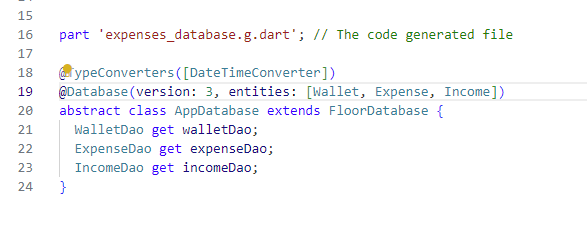 15
16 part 'expenses_database.g.dart'; // The code generated file
17
18 @TypeConverters([DateTimeConverter])
19 @Database(version: 3, entities: [Wallet, Expense, Income])
20 abstract class AppDatabase extends FloorDatabase {
21 WalletDao get walletDao;
22 ExpenseDao get expenseDao;
23 IncomeDao get incomeDao;
24 }